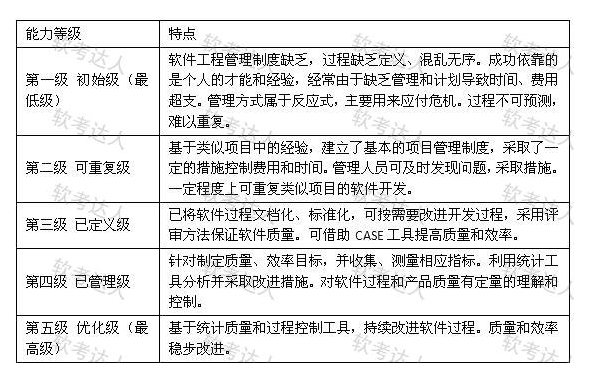 能力等级 特点
第一级 初始级（最低级）
软件工程管理制度缺乏，过程缺乏定义、混乱无序。成功依靠的
是个人的才能和经验，经常由于缺乏管理和计划导致时间、费用
超支。管理方式属于反应式，主要用来应付危机。过程不可预测，
难以重复。
第二级 可重复级
基于类似项目中的经验，建立了基本的项目管理制度，采取了一
定的措施控制费用和时间。管理人员可及时发现问题，采取措施。
一定程度上可重复类似项目的软件开发。
第三级 已定义级
已将软件过程文档化、标准化，可按需要改进开发过程，采用评
审方法保证软件质量。可借助 CASE 工具提高质量和效率。
第四级 已管理级
针对制定质量、效率目标，并收集、测量相应指标。利用统计工
具分析并采取改进措施。对软件过程和产品质量有定量的理解和
控制。
第五级 优化级（最
高级）
基于统计质量和过程控制工具，持续改进软件过程。质量和效率
稳步改进。
软考达人